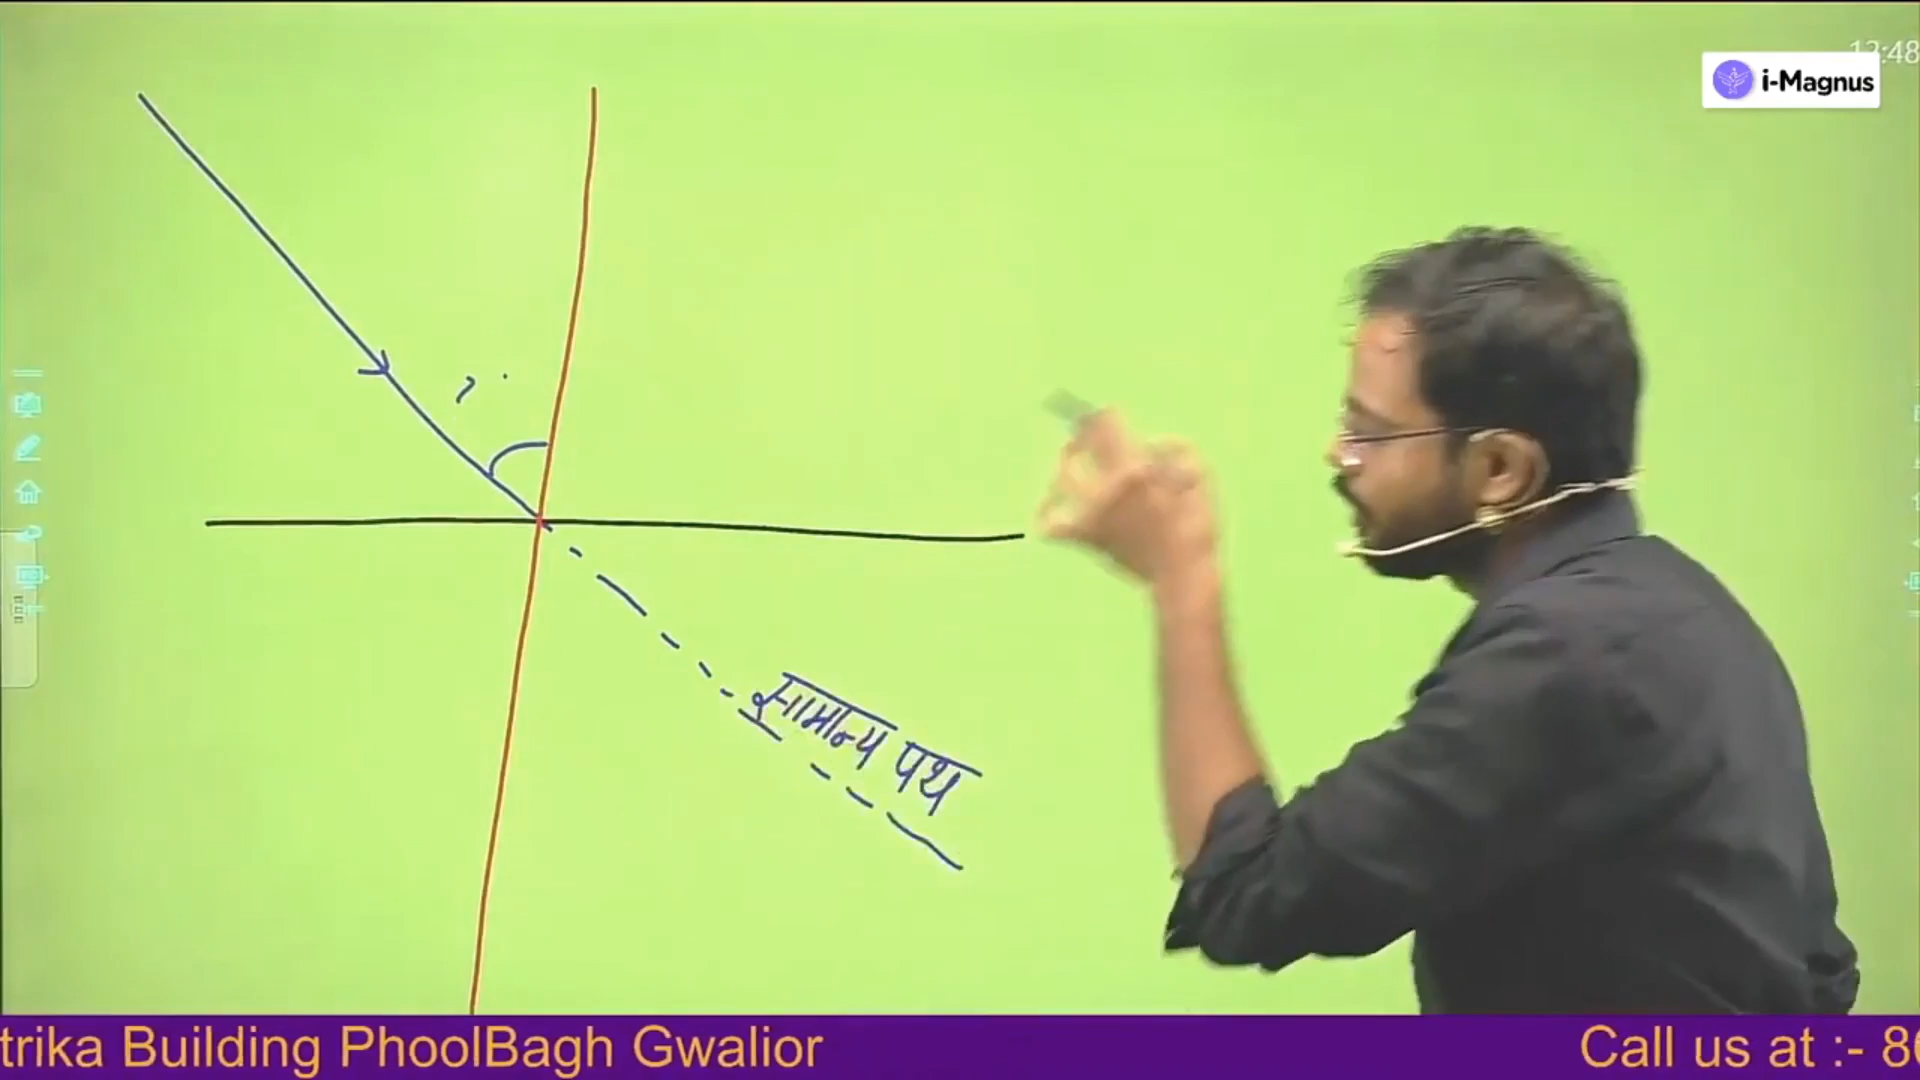 i-Magnus
सामान्य पथ
trika Building PhoolBagh Gwalior
Call us at :- 8